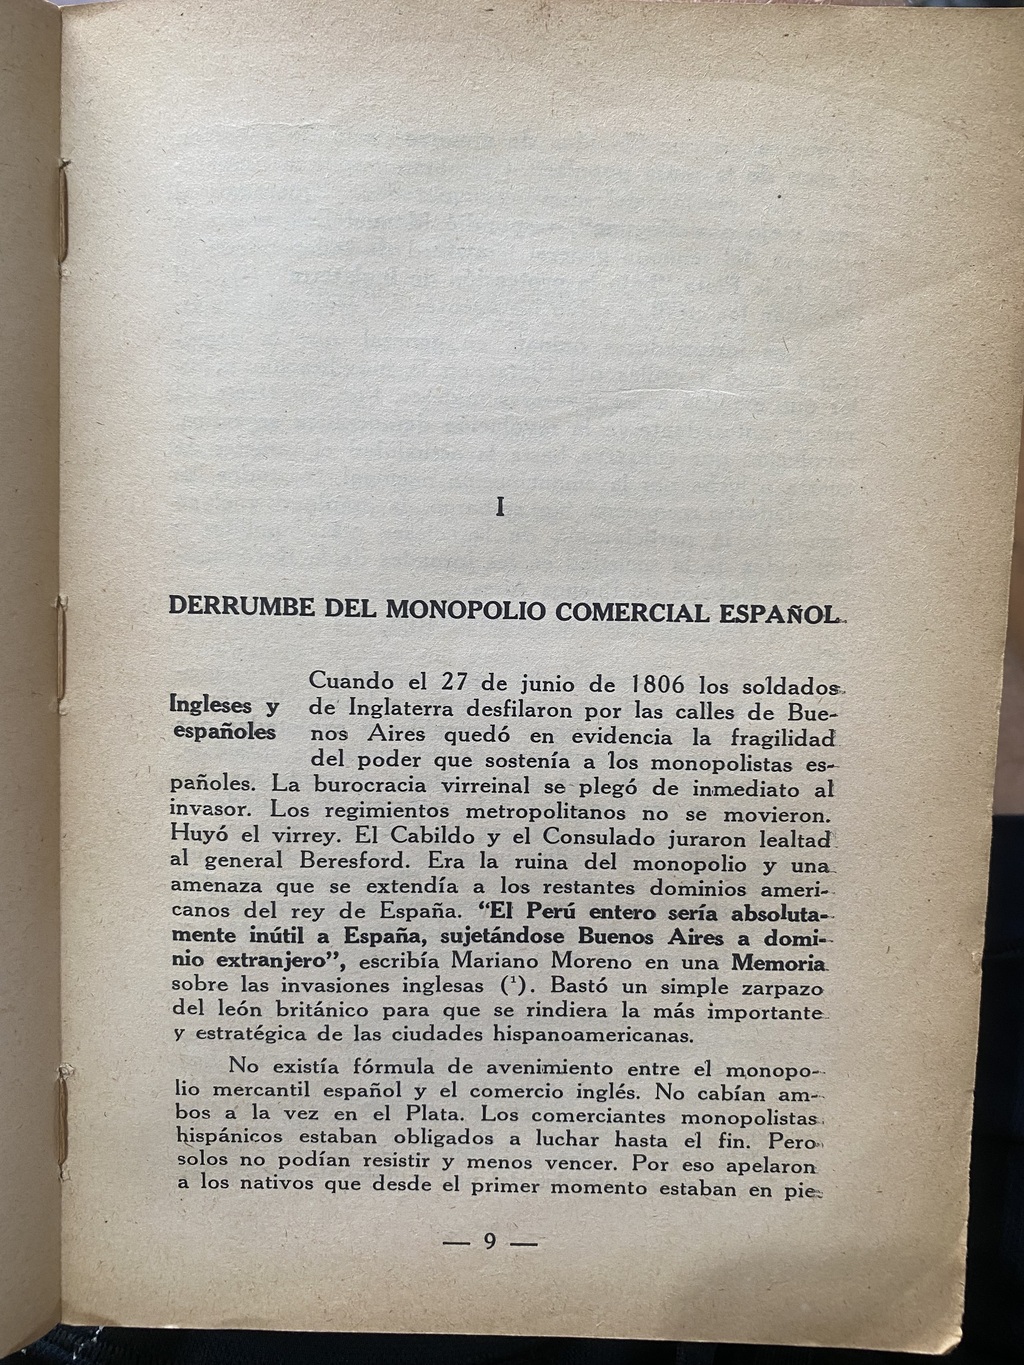 I
DERRUMBE DEL MONOPOLIO COMERCIAL ESPAÑOL
Ingleses y
españoles
Cuando el 27 de junio de 1806 los soldados
de Inglaterra desfilaron por las calles de Bue-
nos Aires quedó en evidencia la fragilidad
del poder que sostenía a los monopolistas es-
pañoles. La burocracia virreinal se plegó de inmediato al
invasor. Los regimientos metropolitanos no se movieron.
Huyó el virrey. El Cabildo y el Consulado juraron lealtad
al general Beresford. Era la ruina del monopolio y una
amenaza que se extendía a los restantes dominios ameri-
canos del rey de España. “El Perú entero sería absoluta-
mente inútil a España, sujetándose Buenos Aires a domi-
nio extranjero”, escribía Mariano Moreno en una Memoria
sobre las invasiones inglesas (¹). Bastó un simple zarpazo
del león británico para que se rindiera la más importante
y estratégica de las ciudades hispanoamericanas.
No existía fórmula de avenimiento entre el monopo-
lio mercantil español y el comercio inglés. No cabían am-
bos a la vez en el Plata. Los comerciantes monopolistas
hispánicos estaban obligados a luchar hasta el fin. Pero
solos no podían resistir y menos vencer. Por eso apelaron
a los nativos que desde el primer momento estaban en pie
— 9 —